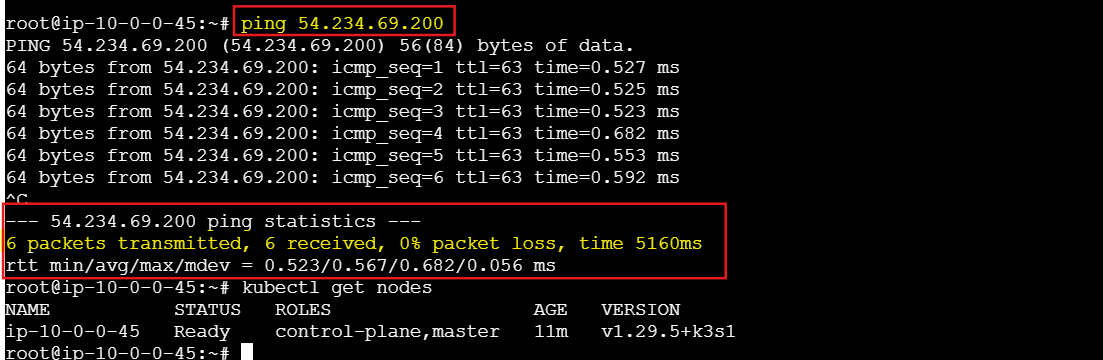 root@ip-10-0-0-45:~# ping 54.234.69.200
PING 54.234.69.200 (54.234.69.200) 56(84) bytes of data.
64 bytes from 54.234.69.200: icmp_seq=1 ttl=63 time=0.527 ms
64 bytes from 54.234.69.200: icmp_seq=2 ttl=63 time=0.525 ms
64 bytes from 54.234.69.200: icmp_seq=3 ttl=63 time=0.523 ms
64 bytes from 54.234.69.200: icmp_seq=4 ttl=63 time=0.682 ms
64 bytes from 54.234.69.200: icmp_seq=5 ttl=63 time=0.553 ms
64 bytes from 54.234.69.200: icmp_seq=6 ttl=63 time=0.592 ms
^C
--- 54.234.69.200 ping statistics ---
6 packets transmitted, 6 received, 0% packet loss, time 5160ms
rtt min/avg/max/mdev = 0.523/0.567/0.682/0.056 ms
root@ip-10-0-0-45:~# kubectl get nodes
NAME STATUS ROLES AGE VERSION
ip-10-0-0-45 Ready control-plane,master 11m v1.29.5+k3s1
root@ip-10-0-0-45:~#